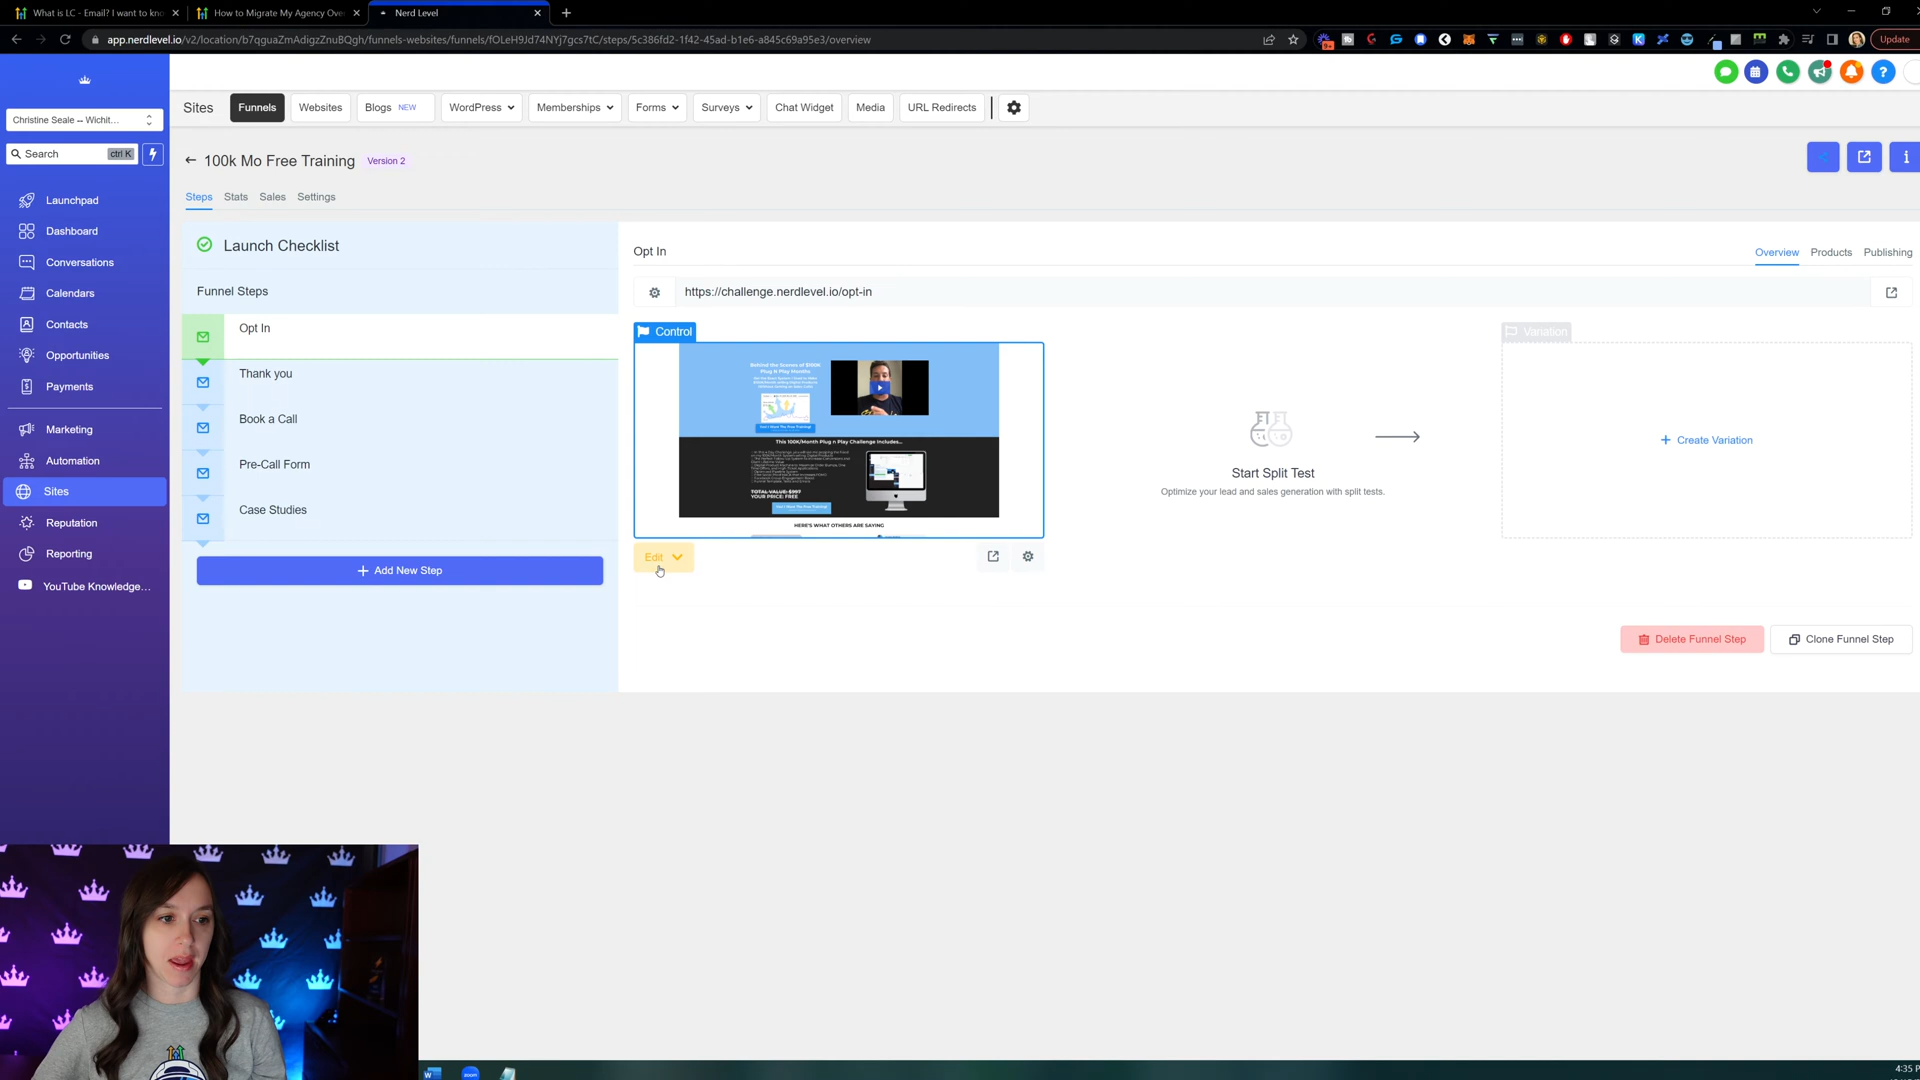 What is LC - Email? I want to kno
How to Migrate My Agency Ove
Nerd Level
app.nerdlevel.io/v2/location/b7qguaZmAdigzZnuBQgh/funnels-websites/funnels/fOLeH9Jd74NYj7gcs7tC/steps/5c386fd2-1f42-45ad-b1e6-a845c69a95e3/overview
9+
Update
Christine Seale -- Wichit...
Search
ctrl K
Launchpad
Dashboard
Conversations
Calendars
Contacts
Opportunities
Payments
Marketing
Automation
Sites
Reputation
Reporting
YouTube Knowledge...
Sites
Funnels
Websites
Blogs NEW
WordPress
Memberships
Forms
Surveys
Chat Widget
Media
URL Redirects
100k Mo Free Training
Version 2
Steps
Stats
Sales
Settings
Launch Checklist
Funnel Steps
Opt In
Thank you
Book a Call
Pre-Call Form
Case Studies
+ Add New Step
Opt In
Overview
Products
Publishing
https://challenge.nerdlevel.io/opt-in
Control
Behind the Scenes of $100K
Plug N Play Months
This 100K/Month Plug n Play Challenge Includes...
TOTAL VALUE: $997
YOUR PRICE: FREE
HERE'S WHAT OTHERS ARE SAYING
Edit
Start Split Test
Optimize your lead and sales generation with split tests.
Variation
+ Create Variation
Delete Funnel Step
Clone Funnel Step
zoom
4:35 P